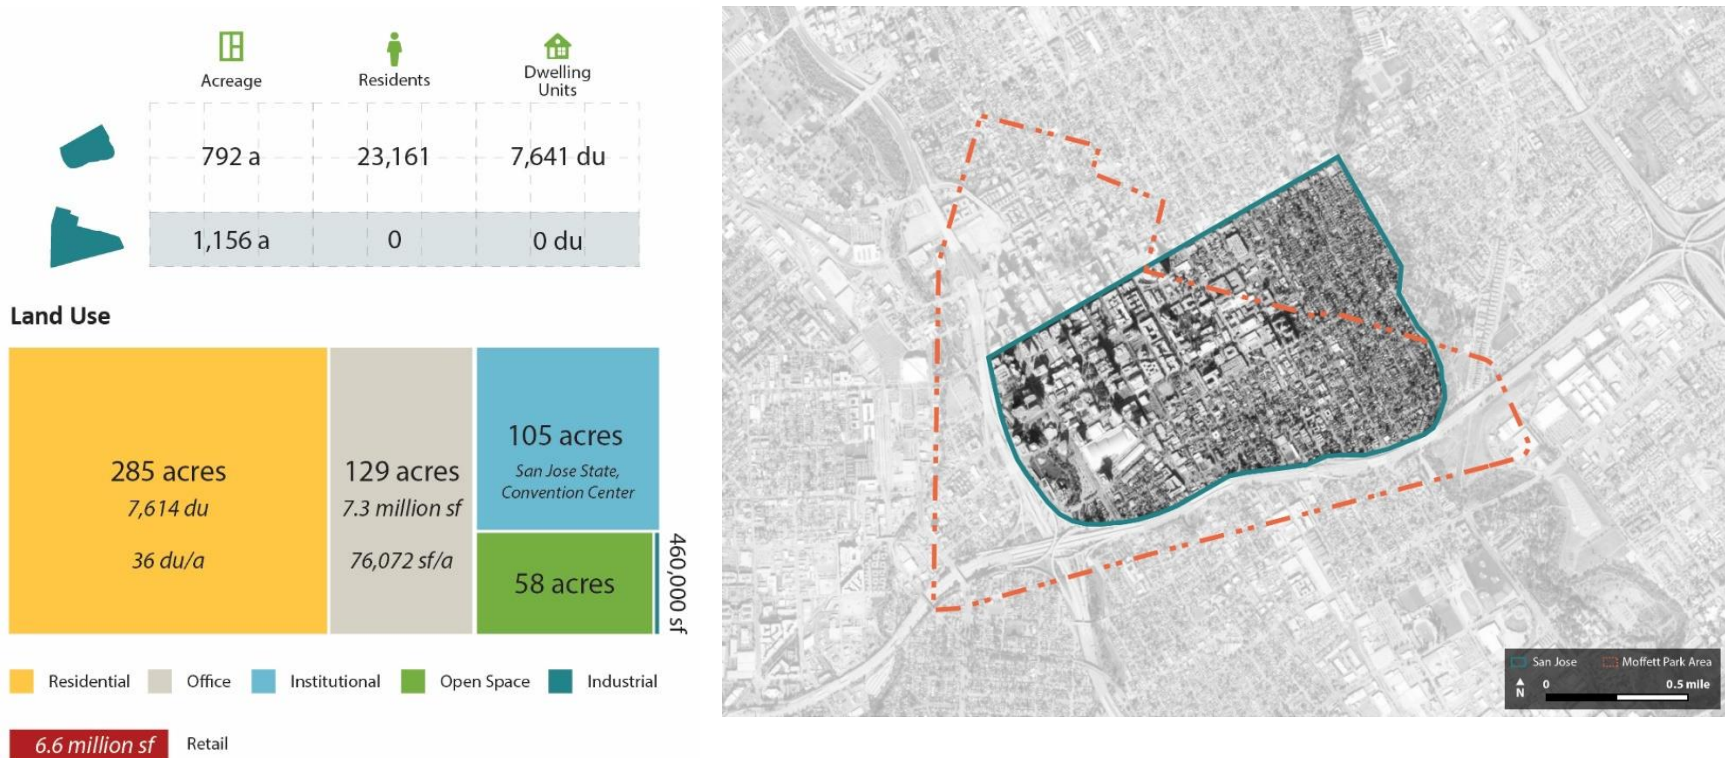 Acreage
Residents
Dwelling
Units
792 a
23,161
7,641 du
1,156 a
0
0 du
Land Use
285 acres
7,614 du
36 du/a
129 acres
7.3 million sf
76,072 sf/a
105 acres
San Jose State,
Convention Center
58 acres
460,000 sf
Residential
Office
Institutional
Open Space
Industrial
6.6 million sf
Retail
San Jose
Moffett Park Area
N
0
0.5 mile